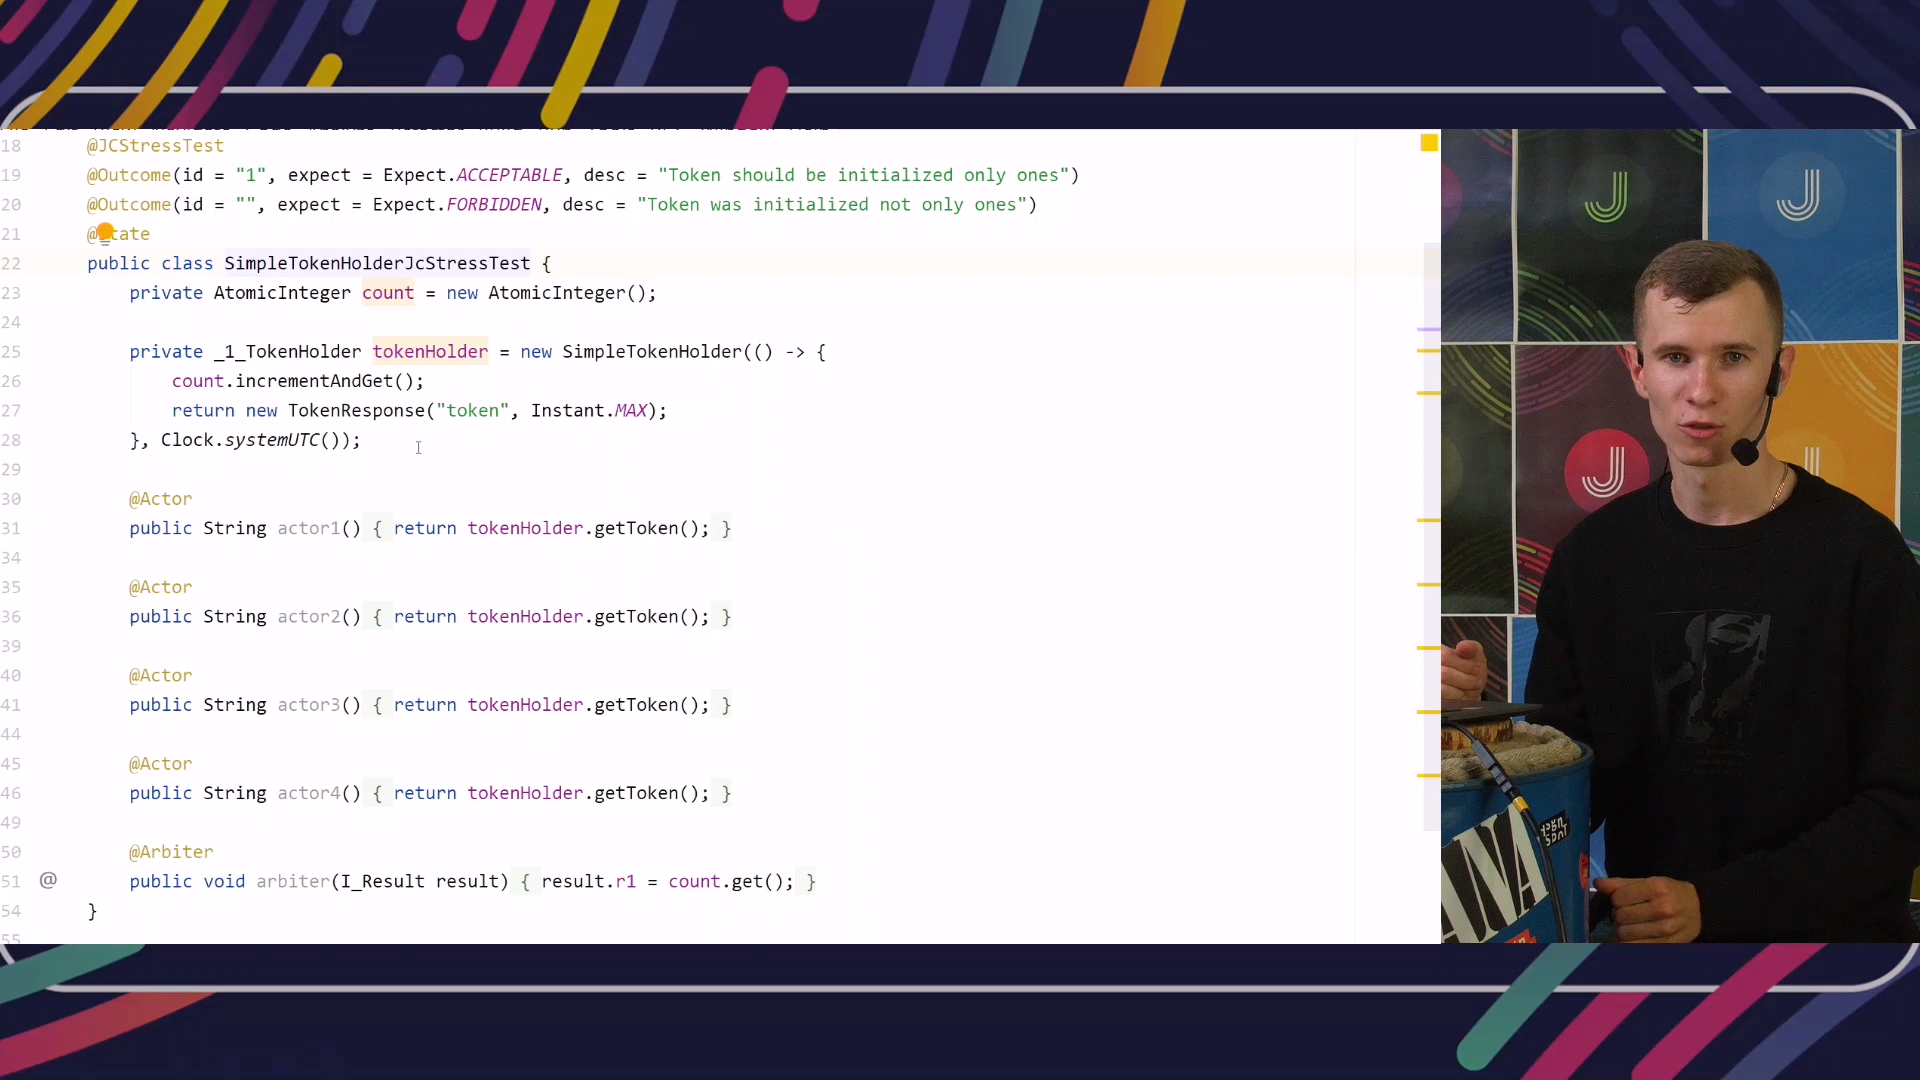 18 @JCStressTest
19 @Outcome(id = "1", expect = Expect.ACCEPTABLE, desc = "Token should be initialized only ones")
20 @Outcome(id = "", expect = Expect.FORBIDDEN, desc = "Token was initialized not only ones")
21 @State
22 public class SimpleTokenHolderJcStressTest {
23 private AtomicInteger count = new AtomicInteger();
24
25 private _1_TokenHolder tokenHolder = new SimpleTokenHolder(() -> {
26 count.incrementAndGet();
27 return new TokenResponse("token", Instant.MAX);
28 }, Clock.systemUTC());
29
30 @Actor
31 public String actor1() { return tokenHolder.getToken(); }
34
35 @Actor
36 public String actor2() { return tokenHolder.getToken(); }
39
40 @Actor
41 public String actor3() { return tokenHolder.getToken(); }
44
45 @Actor
46 public String actor4() { return tokenHolder.getToken(); }
49
50 @Arbiter
51 @ public void arbiter(I_Result result) { result.r1 = count.get(); }
54 }
55